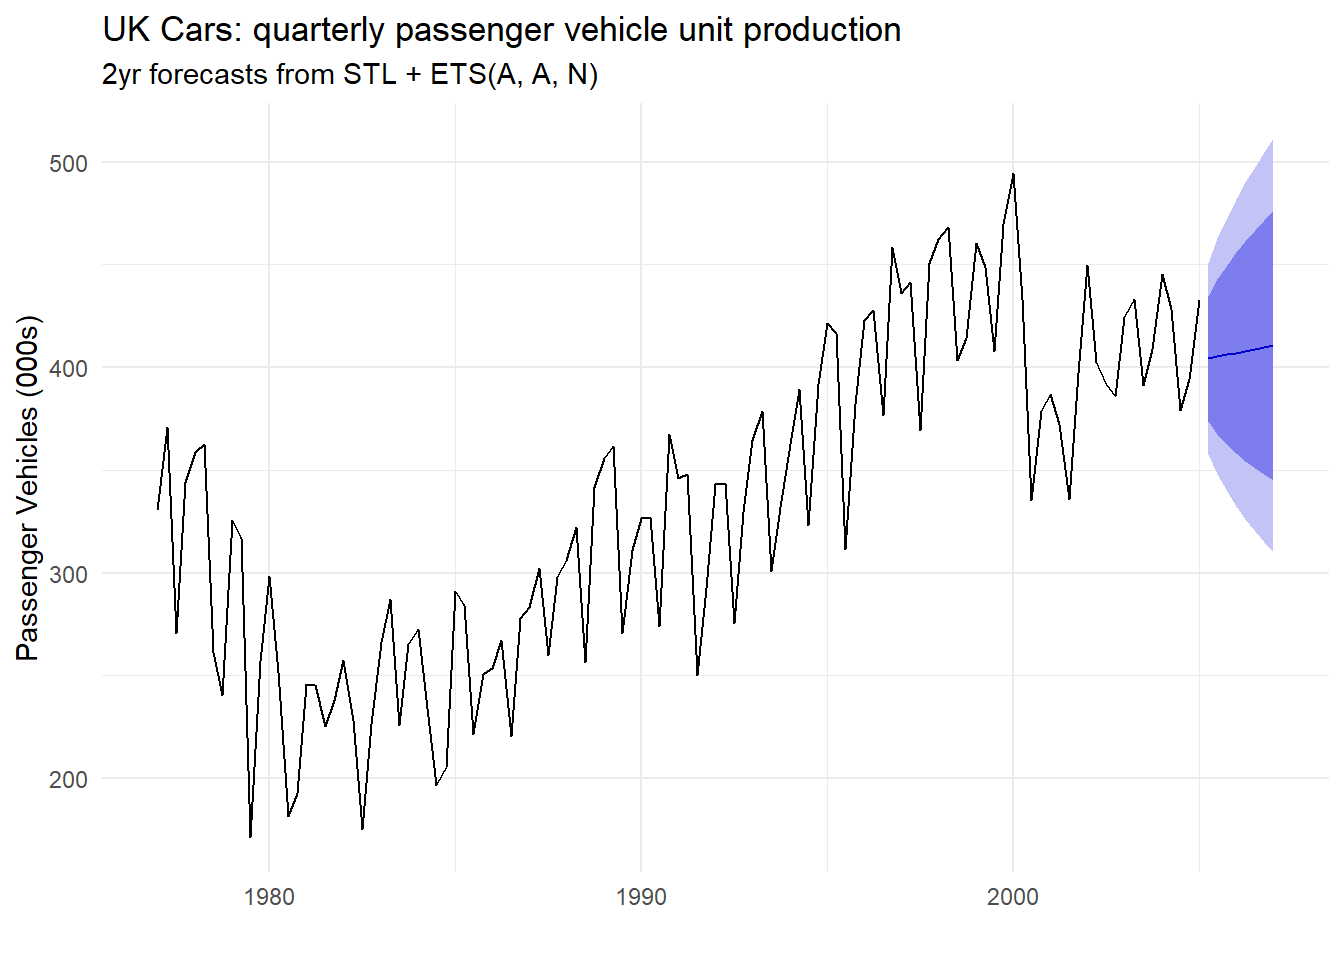 UK Cars: quarterly passenger vehicle unit production
2yr forecasts from STL + ETS(A, A, N)
Passenger Vehicles (000s)
500
400
300
200
1980
1990
2000